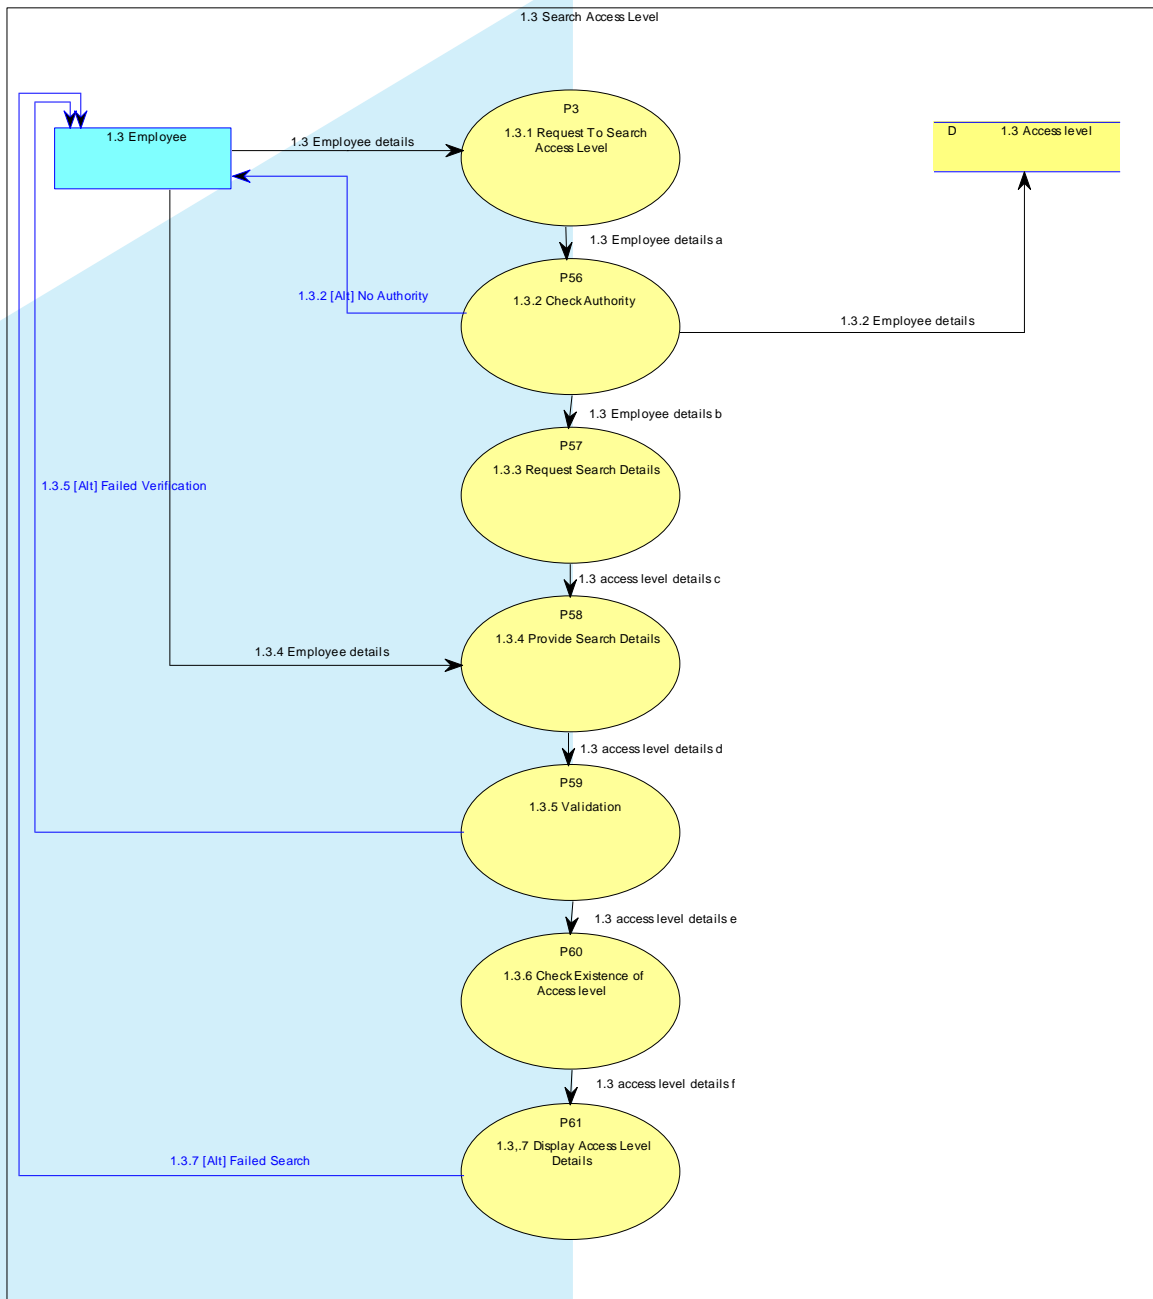 1.3 Search Access Level
P3
1.3.1 Request To Search
Access Level
1.3 Employee
1.3 Employee details
D 1.3 Access level
1.3 Employee details a
P56
1.3.2 Check Authority
1.3.2 [Alt] No Authority
1.3.2 Employee details
1.3 Employee details b
P57
1.3.3 Request Search Details
1.3.5 [Alt] Failed Verification
1.3 access level details c
P58
1.3.4 Provide Search Details
1.3.4 Employee details
1.3 access level details d
P59
1.3.5 Validation
1.3 access level details e
P60
1.3.6 Check Existence of
Access level
1.3 access level details f
P61
1.3,.7 Display Access Level
Details
1.3.7 [Alt] Failed Search